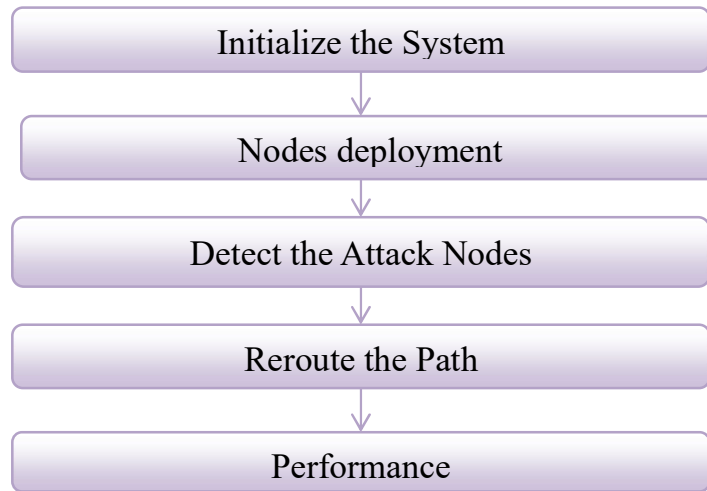 Initialize the System
Nodes deployment
Detect the Attack Nodes
Reroute the Path
Performance